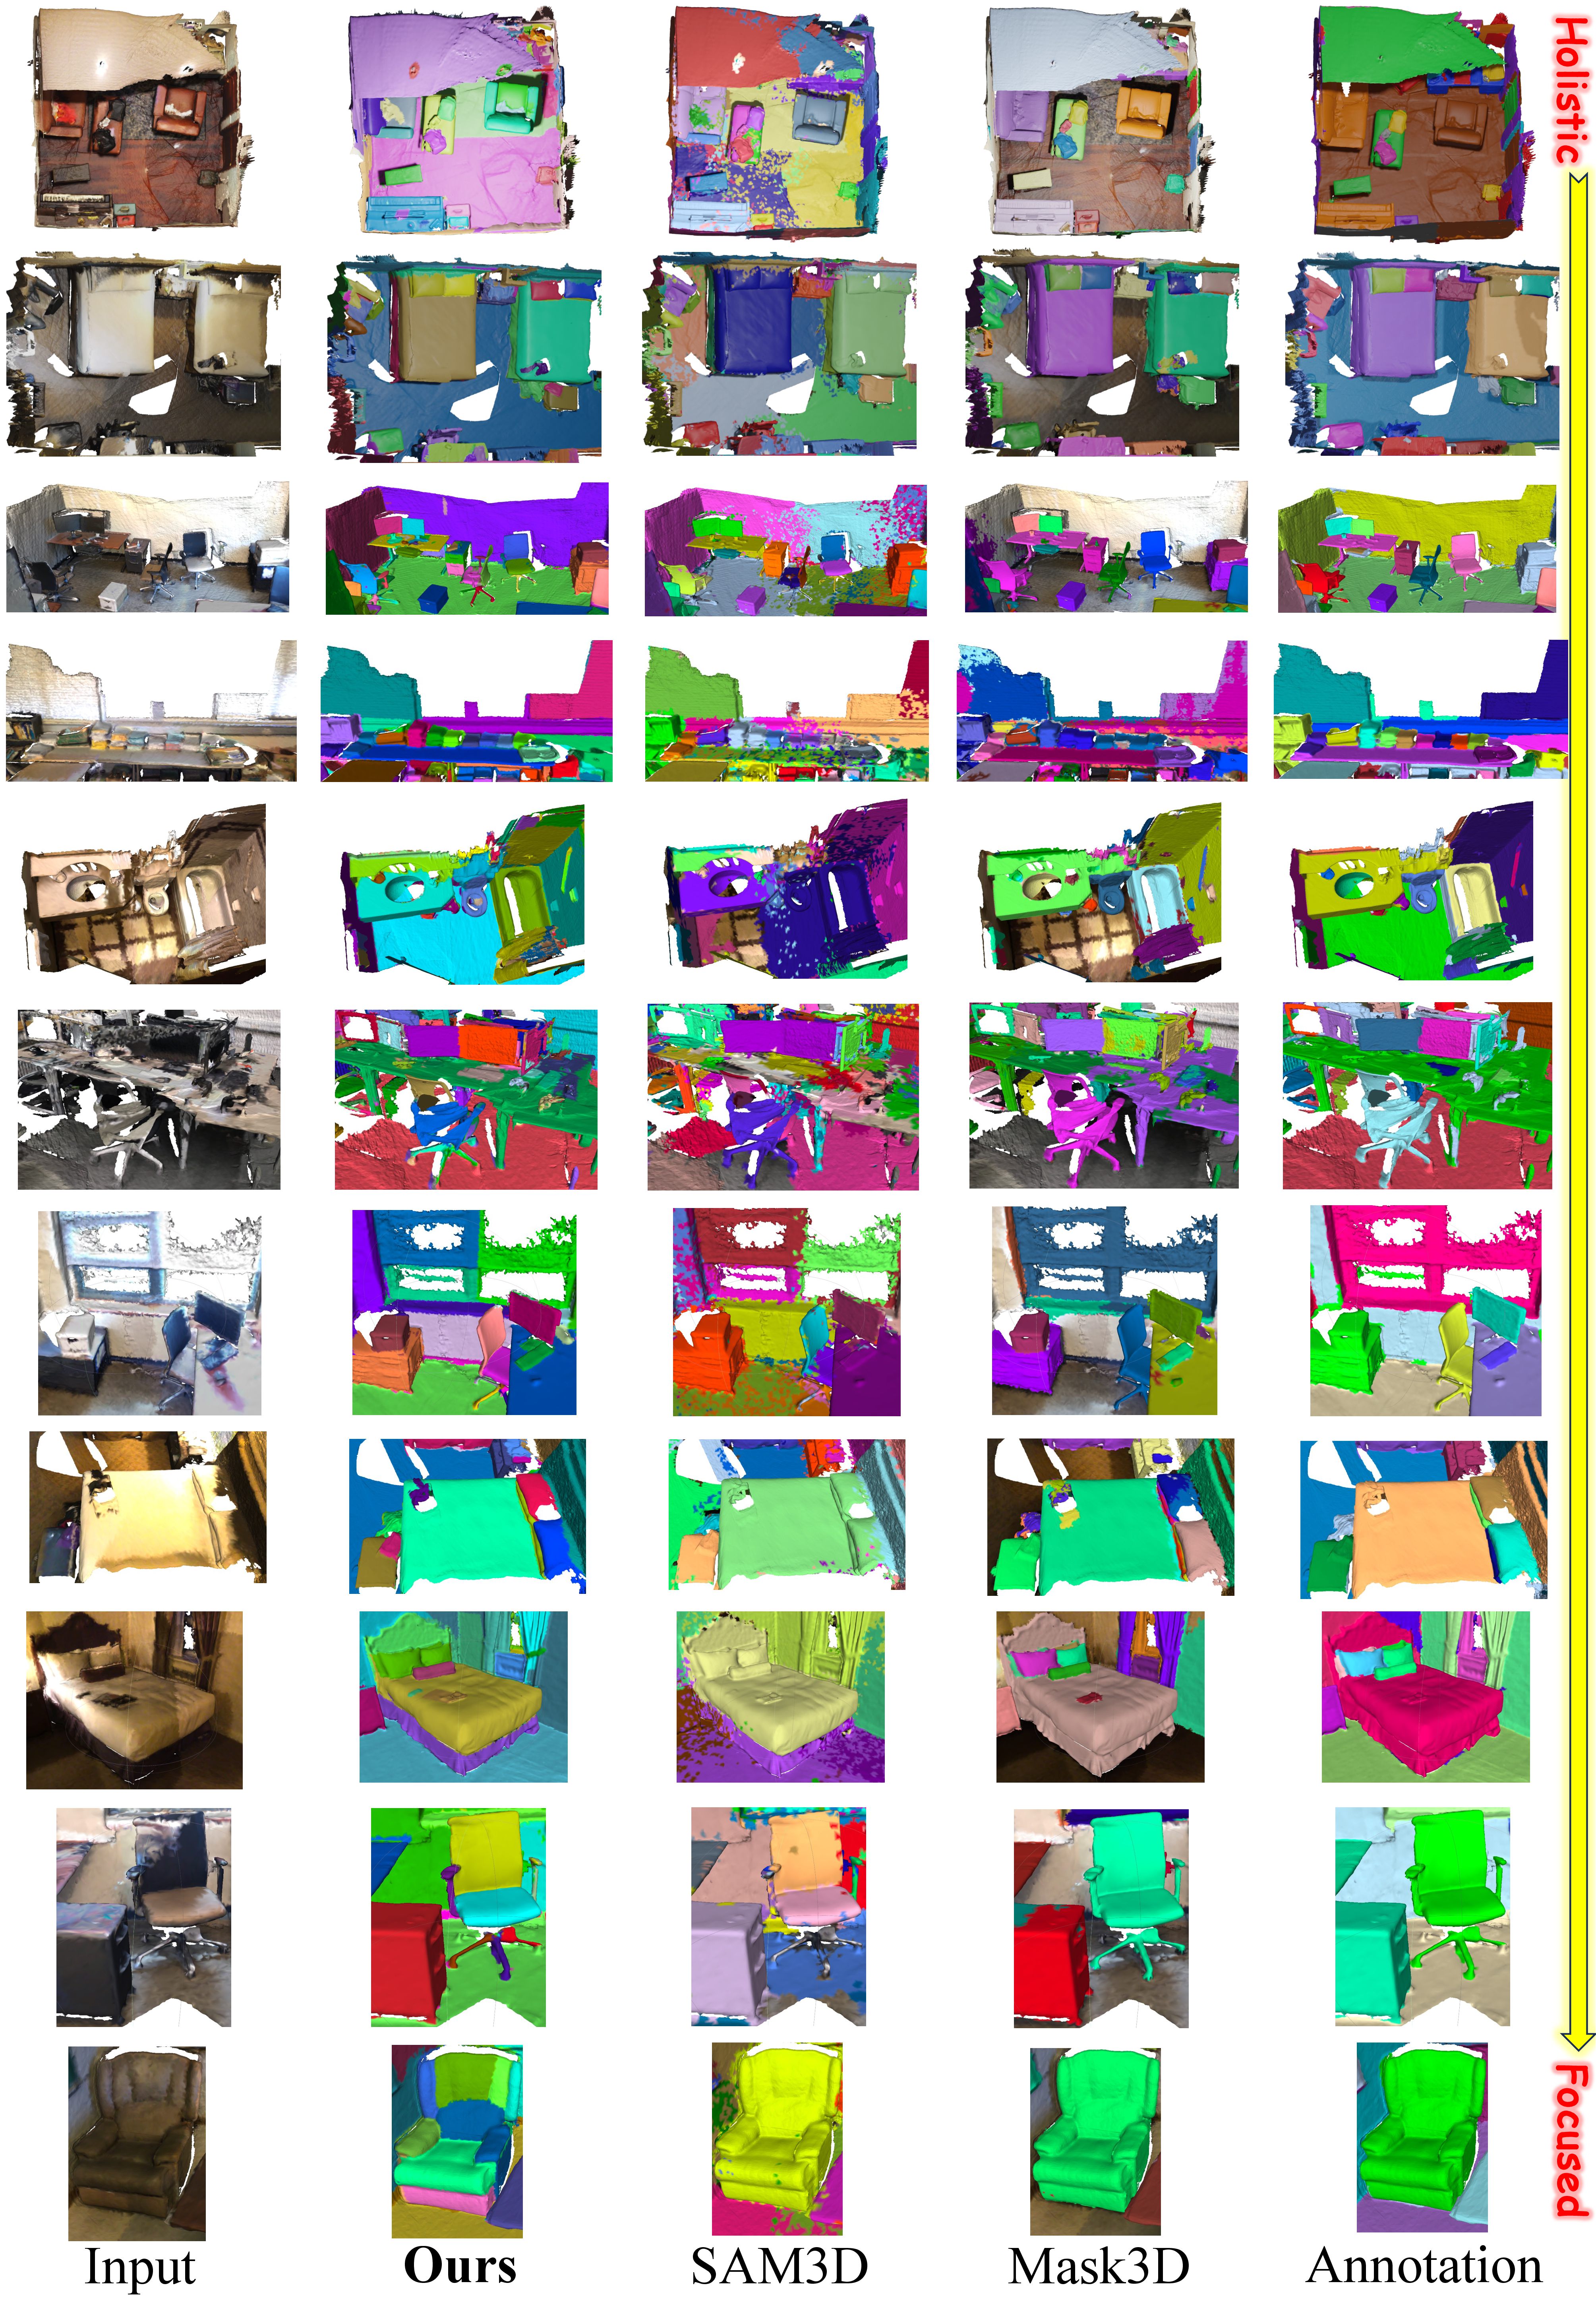 Holistic
Focused
Input
Ours
SAM3D
Mask3D
Annotation